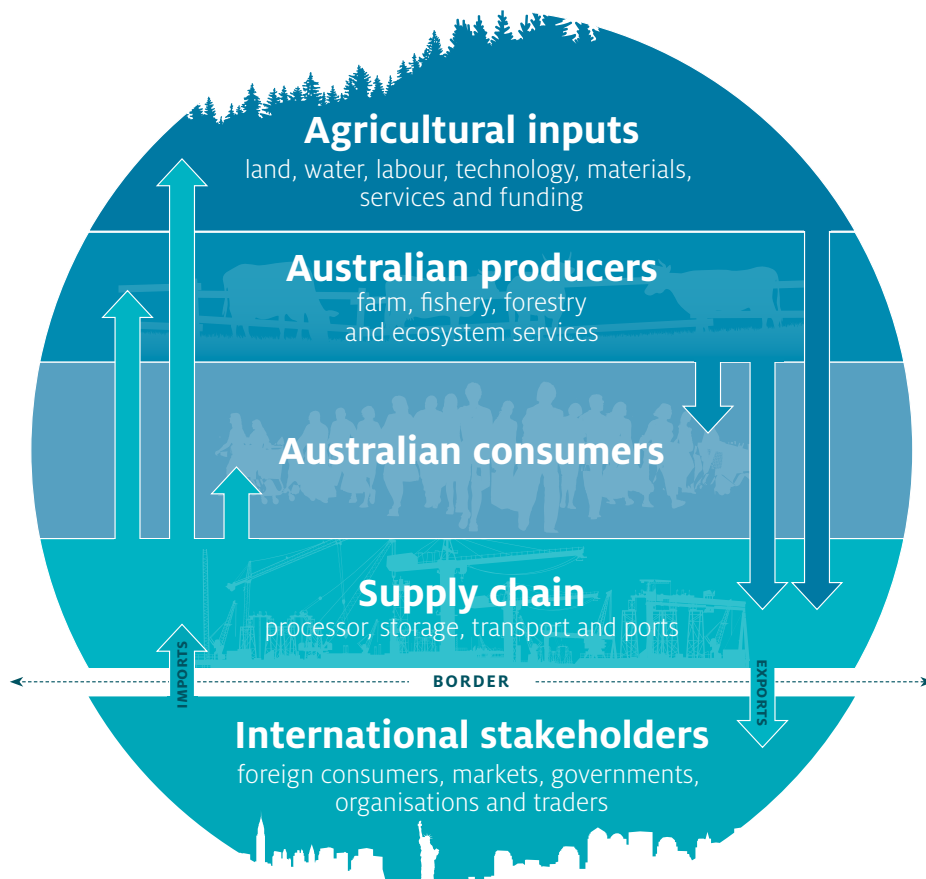 Agricultural inputs
land, water, labour, technology, materials,
services and funding
Australian producers
farm, fishery, forestry
and ecosystem services
Australian consumers
Supply chain
processor, storage, transport and ports
IMPORTS
EXPORTS
BORDER
International stakeholders
foreign consumers, markets, governments,
organisations and traders